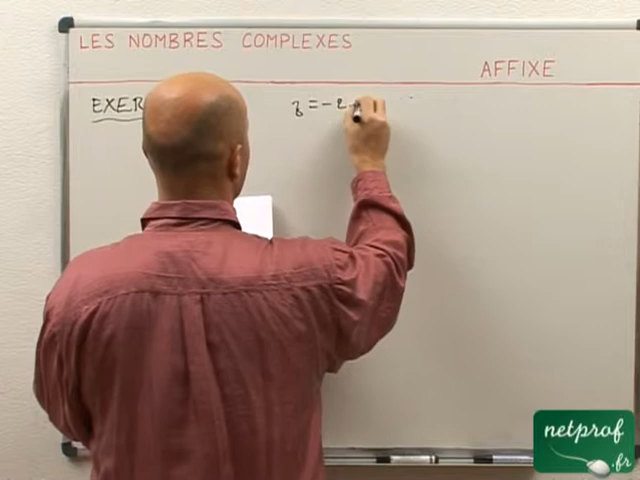 LES NOMBRES COMPLEXES
AFFIXE
EXER
z = - 2
netprof
.fr